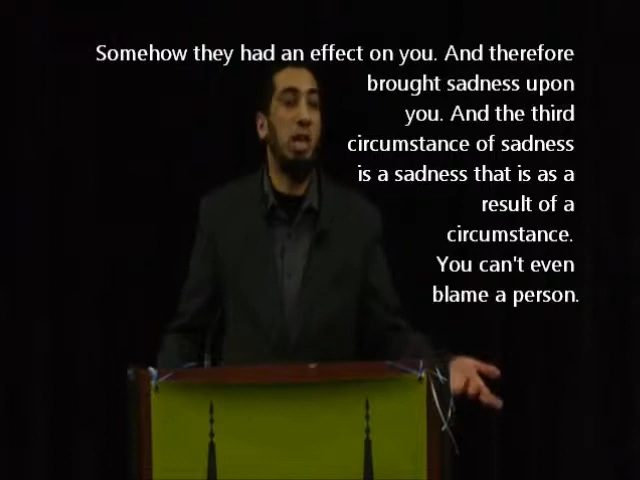 Somehow they had an effect on you. And therefore
brought sadness upon
you. And the third
circumstance of sadness
is a sadness that is as a
result of a
circumstance.
You can't even
blame a person.